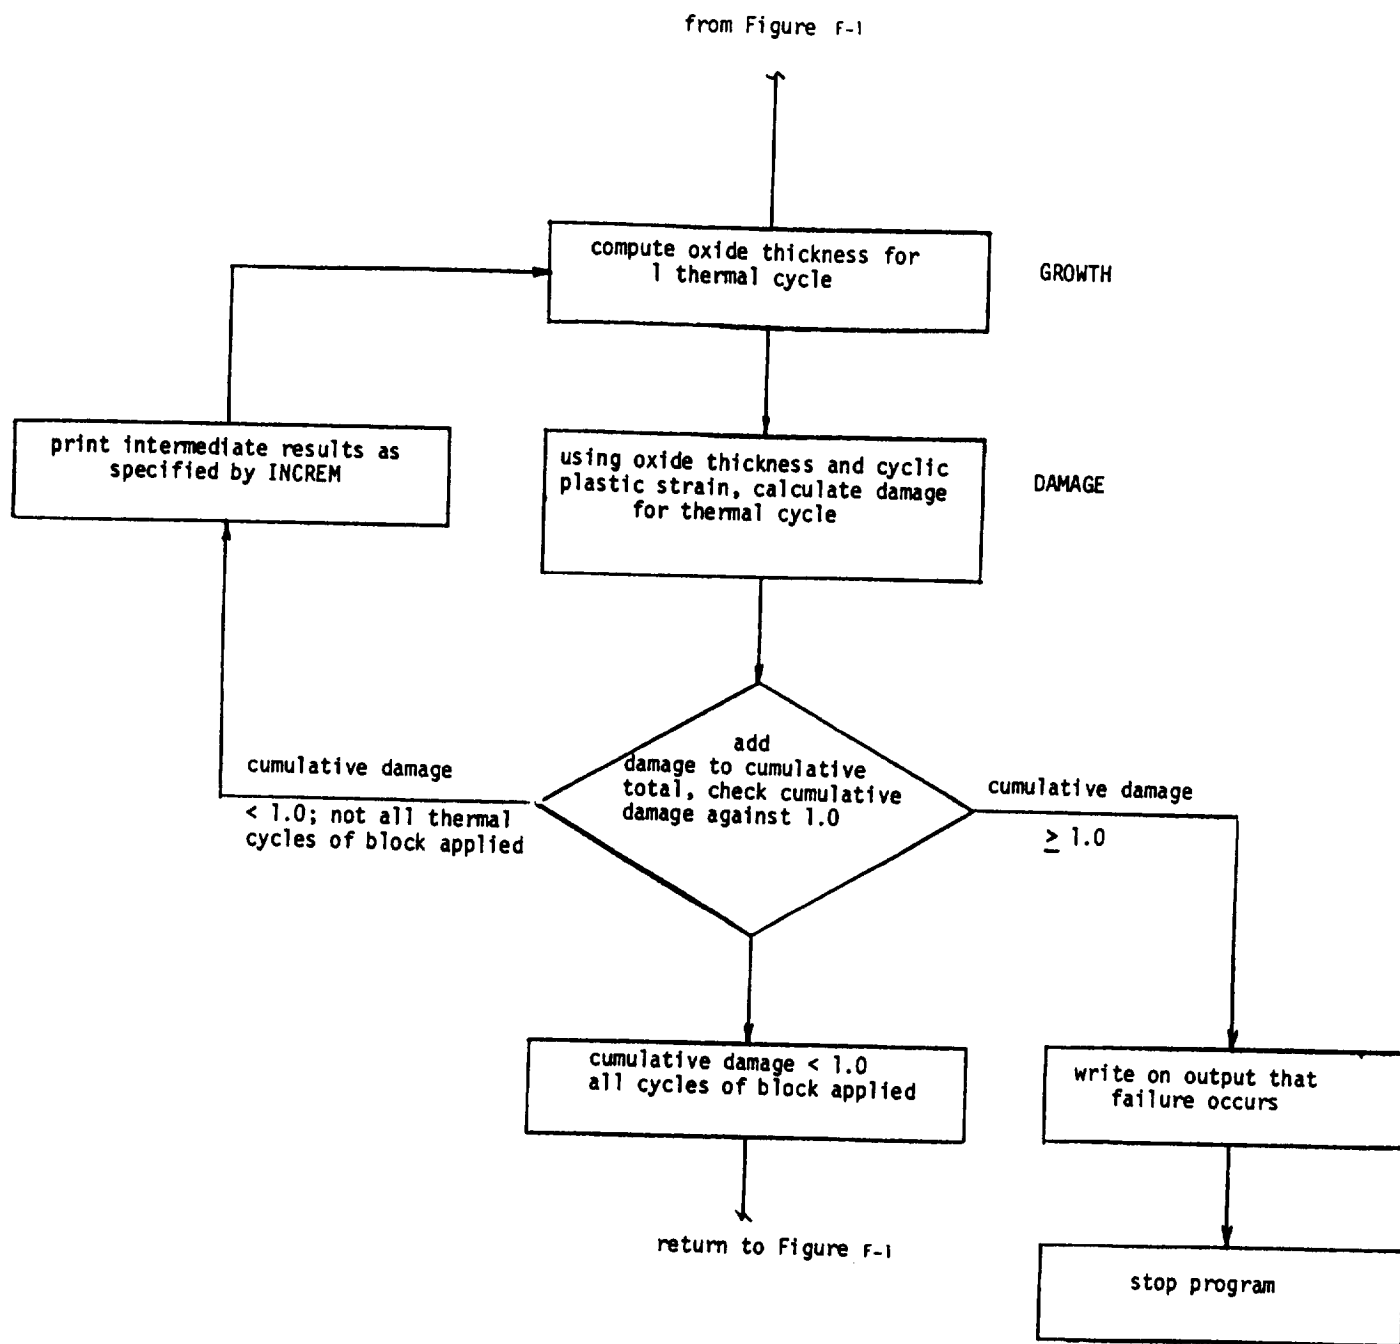 from Figure F-1
compute oxide thickness for
1 thermal cycle
GROWTH
print intermediate results as
specified by INCREM
using oxide thickness and cyclic
plastic strain, calculate damage
for thermal cycle
DAMAGE
add
damage to cumulative
total, check cumulative
damage against 1.0
cumulative damage
< 1.0; not all thermal
cycles of block applied
cumulative damage
≥ 1.0
cumulative damage < 1.0
all cycles of block applied
write on output that
failure occurs
return to Figure F-1
stop program